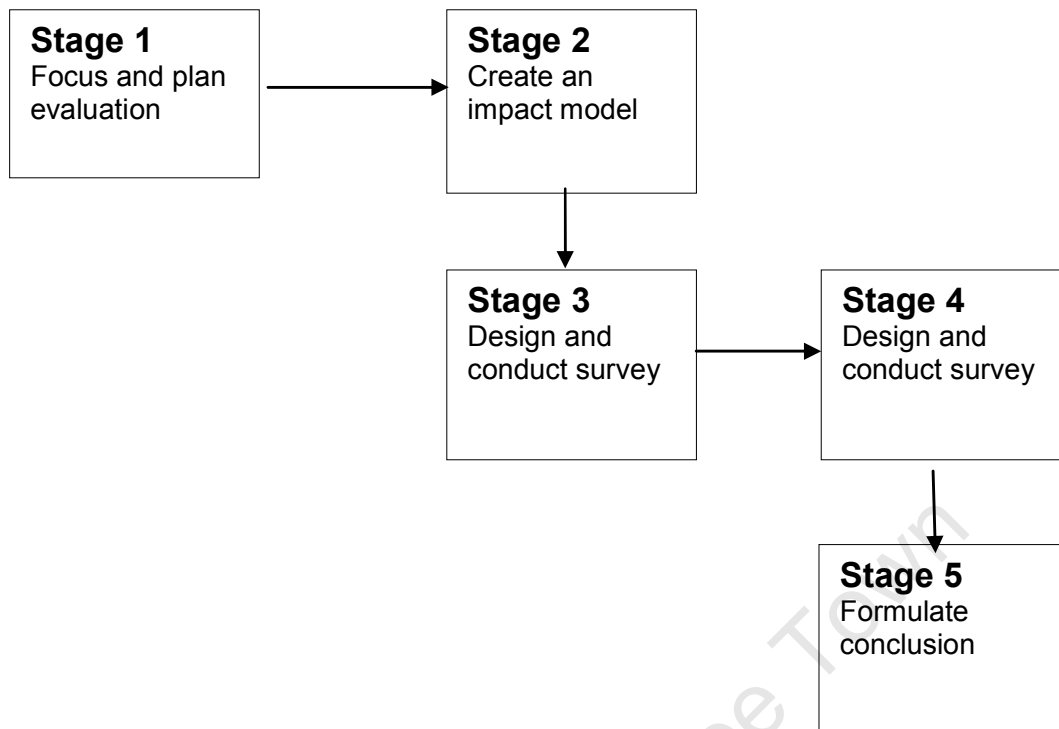 Stage 1
Focus and plan
evaluation
Stage 2
Create an
impact model
Stage 3
Design and
conduct survey
Stage 4
Design and
conduct survey
Stage 5
Formulate
conclusion
Town